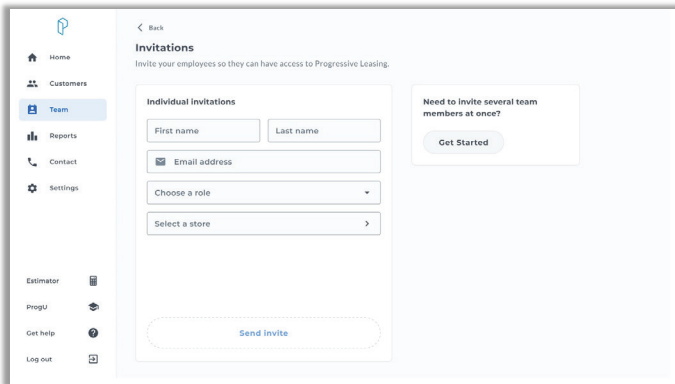 Back
Invitations
Invite your employees so they can have access to Progressive Leasing.
Home
Customers
Team
Reports
Contact
Settings
Estimator
ProgU
Get help
Log out
Individual invitations
First name
Last name
Email address
Choose a role
Select a store
Send invite
Need to invite several team
members at once?
Get Started